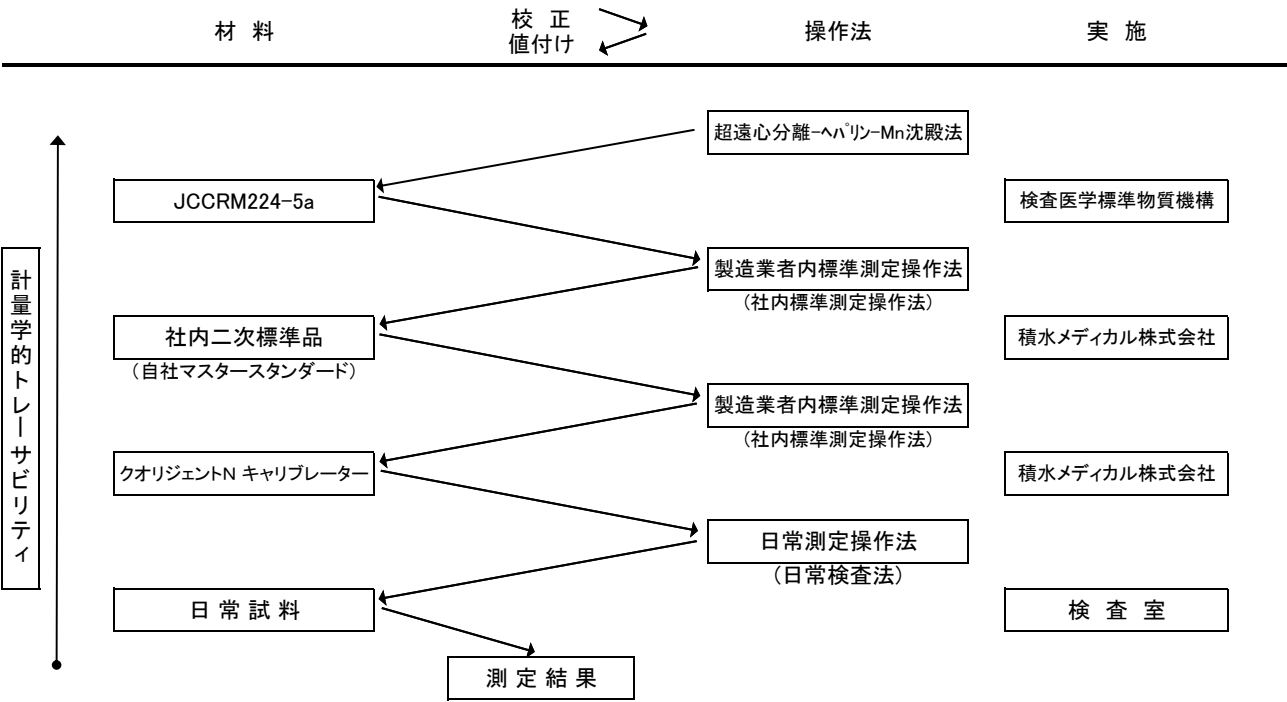 材 料
校 正
値付け
操作法
実 施
超遠心分離-ヘパリン-Mn沈殿法
JCCRM224-5a
検査医学標準物質機構
製造業者内標準測定操作法
(社内標準測定操作法)
社内二次標準品
(自社マスタースタンダード)
積水メディカル株式会社
製造業者内標準測定操作法
(社内標準測定操作法)
クオリジェントN キャリブレーター
積水メディカル株式会社
日常測定操作法
(日常検査法)
日 常 試 料
検 査 室
測 定 結 果
計量学的トレーサビリティ